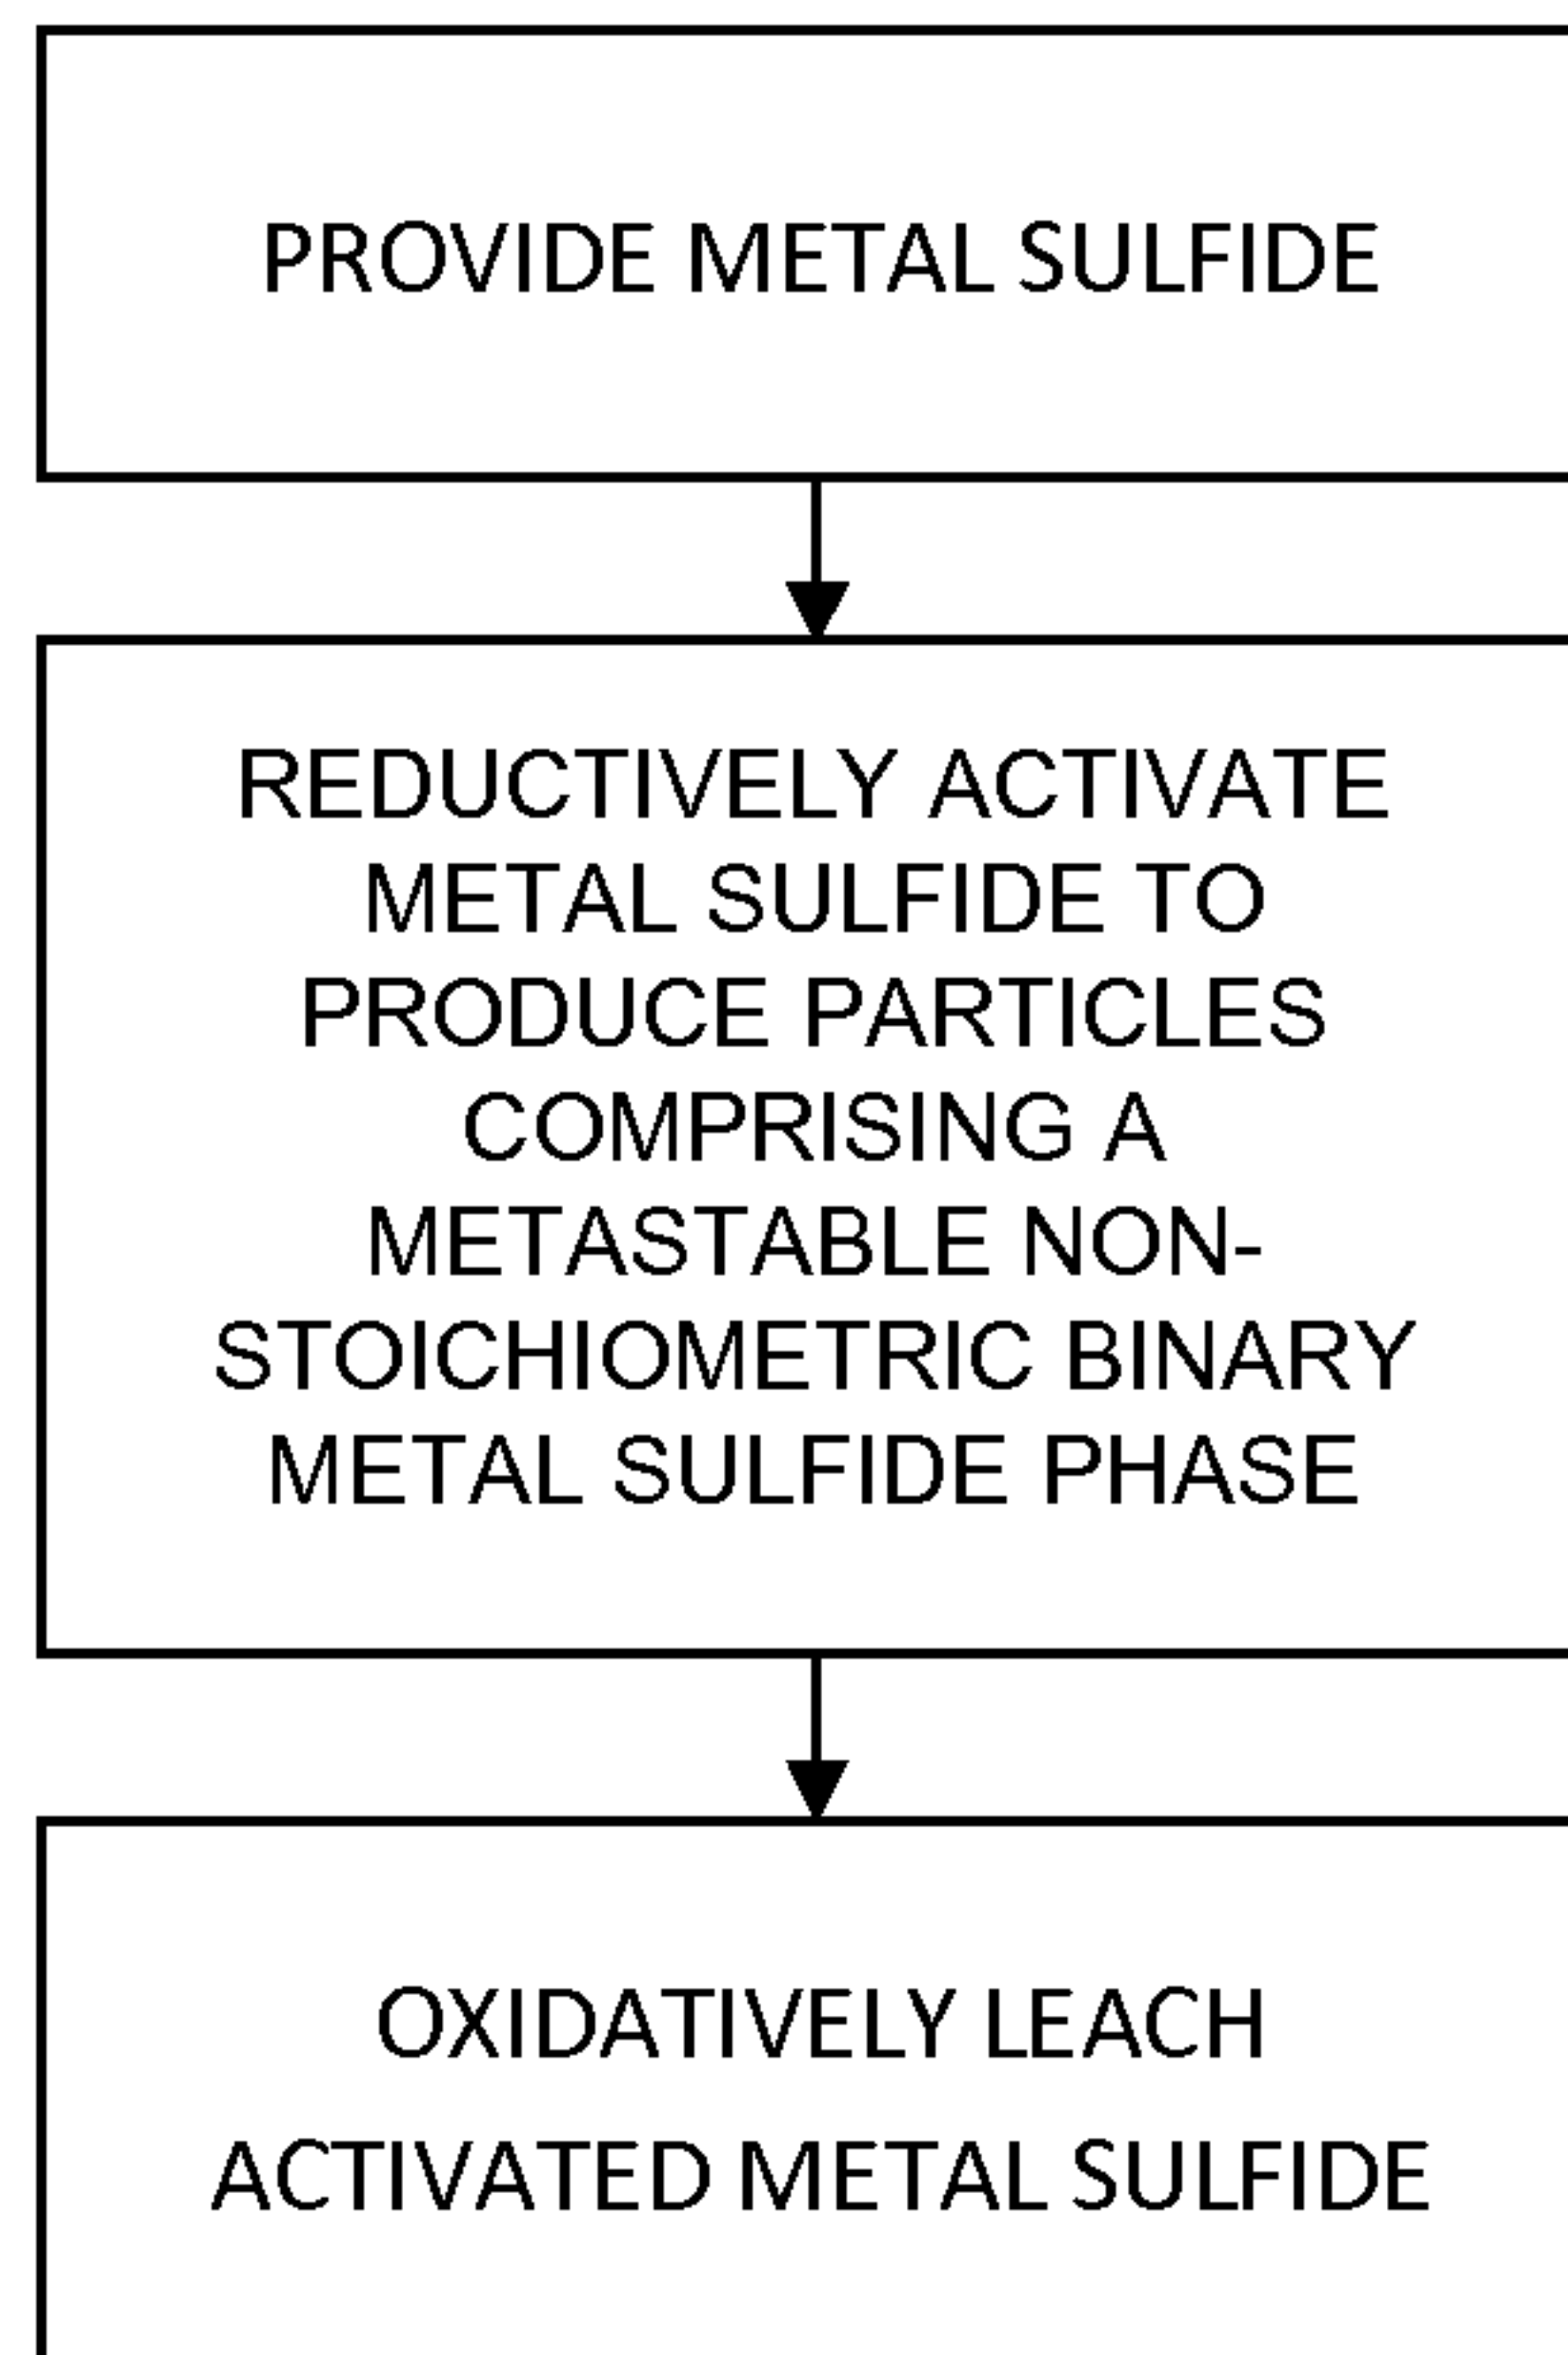 PROVIDE METAL SULFIDE
REDUCTIVELY ACTIVATE
METAL SULFIDE TO
PRODUCE PARTICLES
COMPRISING A
METASTABLE NON-
STOICHIOMETRIC BINARY
METAL SULFIDE PHASE
OXIDATIVELY LEACH
ACTIVATED METAL SULFIDE